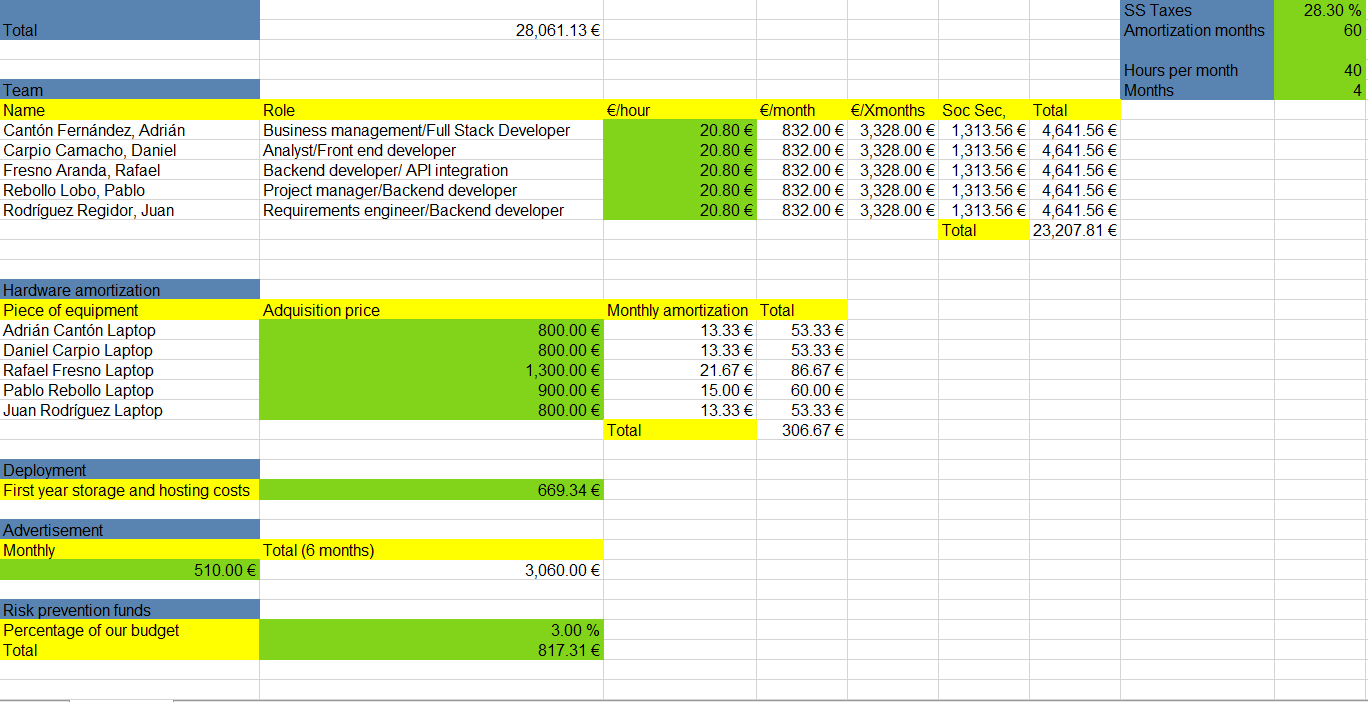 SS Taxes 28.30 %
Total 28,061.13 € Amortization months 60
Hours per month 40
Team Months 4
Name Role €/hour €/month €/Xmonths Soc Sec, Total
Cantón Fernández, Adrián Business management/Full Stack Developer 20.80 € 832.00 € 3,328.00 € 1,313.56 € 4,641.56 €
Carpio Camacho, Daniel Analyst/Front end developer 20.80 € 832.00 € 3,328.00 € 1,313.56 € 4,641.56 €
Fresno Aranda, Rafael Backend developer/ API integration 20.80 € 832.00 € 3,328.00 € 1,313.56 € 4,641.56 €
Rebollo Lobo, Pablo Project manager/Backend developer 20.80 € 832.00 € 3,328.00 € 1,313.56 € 4,641.56 €
Rodríguez Regidor, Juan Requirements engineer/Backend developer 20.80 € 832.00 € 3,328.00 € 1,313.56 € 4,641.56 €
Total 23,207.81 €
Hardware amortization
Piece of equipment Adquisition price Monthly amortization Total
Adrián Cantón Laptop 800.00 € 13.33 € 53.33 €
Daniel Carpio Laptop 800.00 € 13.33 € 53.33 €
Rafael Fresno Laptop 1,300.00 € 21.67 € 86.67 €
Pablo Rebollo Laptop 900.00 € 15.00 € 60.00 €
Juan Rodríguez Laptop 800.00 € 13.33 € 53.33 €
Total 306.67 €
Deployment
First year storage and hosting costs 669.34 €
Advertisement
Monthly Total (6 months)
510.00 € 3,060.00 €
Risk prevention funds
Percentage of our budget 3.00 %
Total 817.31 €